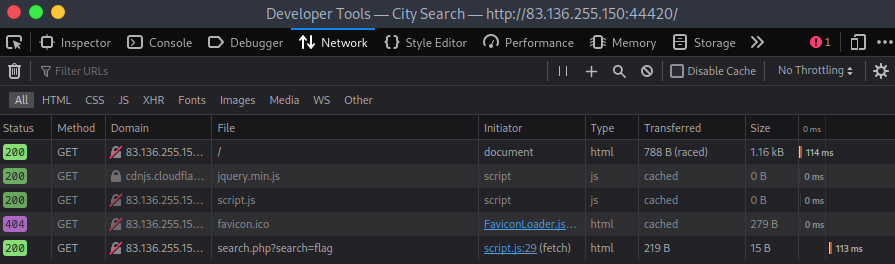 Developer Tools — City Search — http://83.136.255.150:44420/
Inspector Console Debugger Network Style Editor Performance Memory Storage 1
Filter URLs Disable Cache No Throttling
All HTML CSS JS XHR Fonts Images Media WS Other
Status Method Domain File Initiator Type Transferred Size 0 ms
200 GET 83.136.255.15… / document html 788 B (raced) 1.16 kB 114 ms
200 GET cdnjs.cloudfla… jquery.min.js script js cached 0 B 0 ms
200 GET 83.136.255.15… script.js script js cached 0 B 0 ms
404 GET 83.136.255.15… favicon.ico FaviconLoader.js… html cached 279 B 0 ms
200 GET 83.136.255.15… search.php?search=flag script.js:29 (fetch) html 219 B 15 B 113 ms